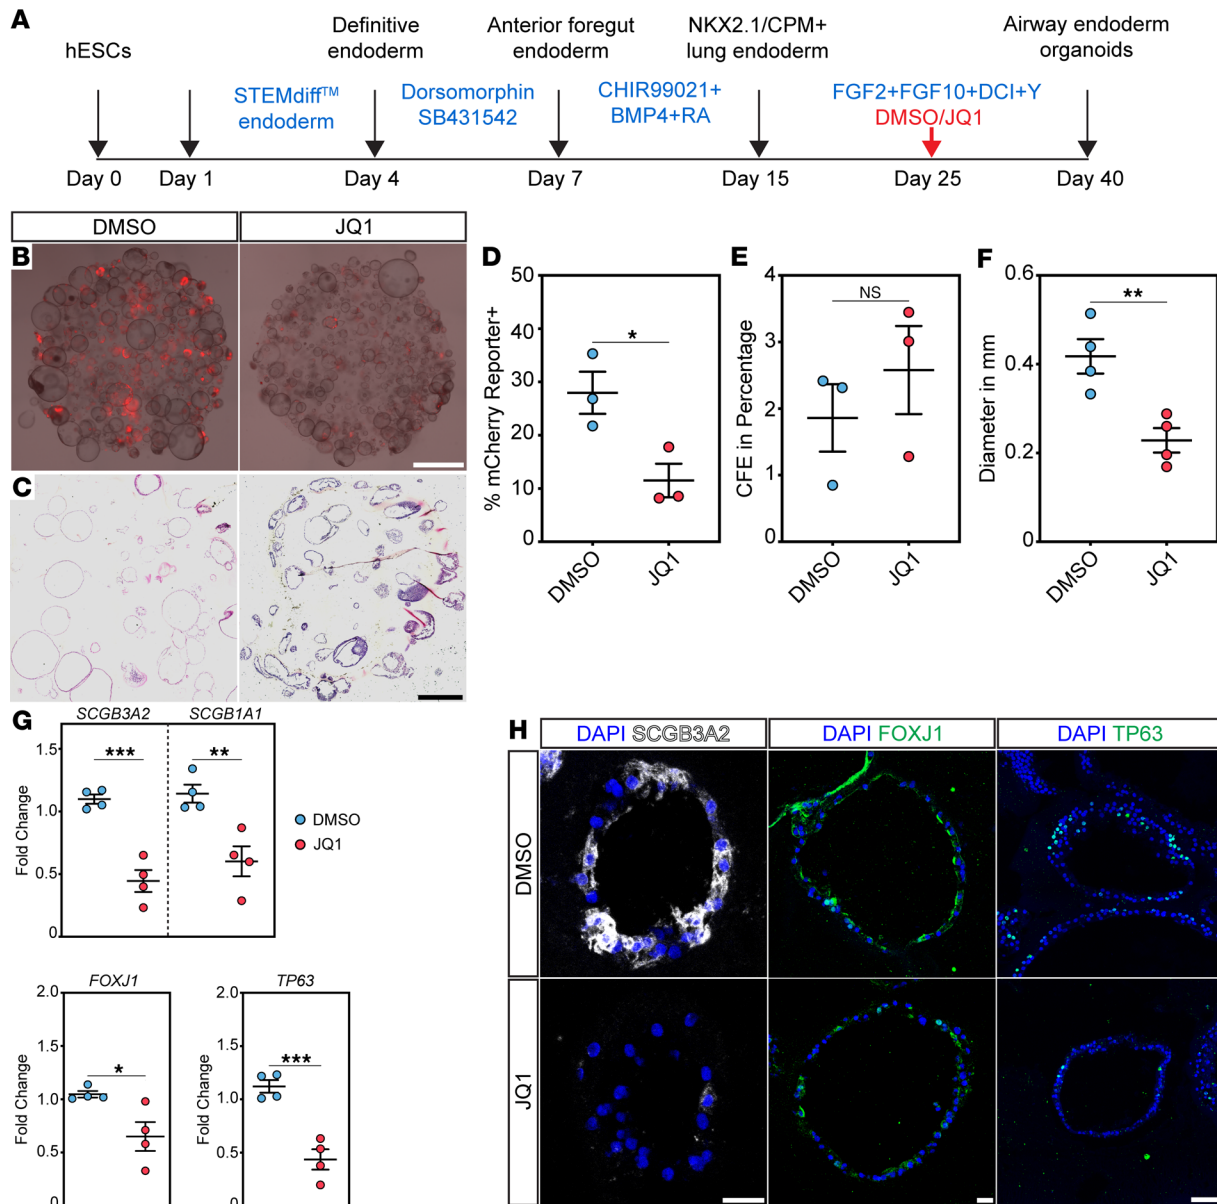 A
hESCs
Definitive
endoderm
Anterior foregut
endoderm
NKX2.1/CPM+
lung endoderm
Airway endoderm
organoids
STEMdiff™
endoderm
Dorsomorphin
SB431542
CHIR99021+
BMP4+RA
FGF2+FGF10+DCI+Y
DMSO/JQ1
Day 0 Day 1 Day 4 Day 7 Day 15 Day 25 Day 40
DMSO JQ1
B
C
D
% mCherry Reporter+
50
40
30
20
10
0
*
DMSO JQ1
E
CFE in Percentage
4
3
2
1
0
NS
DMSO JQ1
F
Diameter in mm
0.6
0.4
0.2
0
**
DMSO JQ1
G
SCGB3A2 SCGB1A1
Fold Change
1.5
1.0
0.5
0
*** **
DMSO
JQ1
FOXJ1
Fold Change
2.0
1.5
1.0
0.5
0
*
TP63
Fold Change
2.0
1.5
1.0
0.5
0
***
H
DAPI SCGB3A2 DAPI FOXJ1 DAPI TP63
DMSO
JQ1